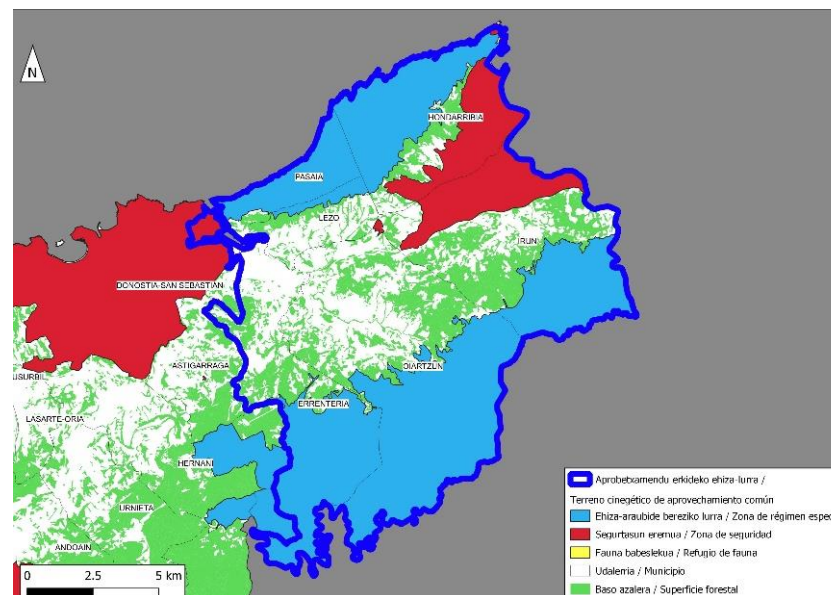 N
HONDARRIBIA
PASAIA
LEZO
IRUN
DONOSTIA-SAN SEBASTIAN
OIARTZUN
ASTIGARRAGA
USURBIL
ERRENTERIA
LASARTE-ORIA
HERNANI
URNIETA
ANDOAIN
0 2.5 5 km
Aprobetxamendu erkideko ehiza-lurra /
Terreno cinegético de aprovechamiento común
Ehiza-araubide bereziko lurra / Zona de régimen espec
Segurtasun eremua / Zona de seguridad
Fauna babeslekua / Refugio de fauna
Udalerria / Municipio
Baso azalera / Superficie forestal